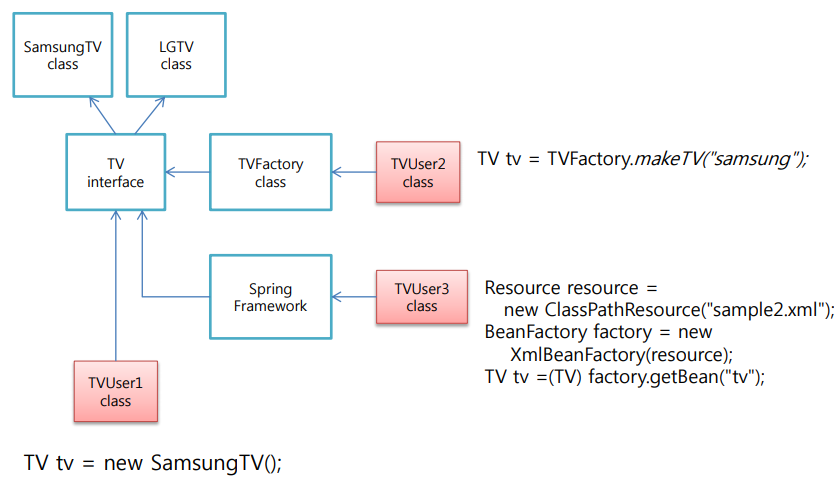 SamsungTV
class
LGTV
class
TV
interface
TVFactory
class
TVUser2
class
TV tv = TVFactory.makeTV("samsung");
Spring
Framework
TVUser3
class
Resource resource =
new ClassPathResource("sample2.xml");
BeanFactory factory = new
XmlBeanFactory(resource);
TV tv =(TV) factory.getBean("tv");
TVUser1
class
TV tv = new SamsungTV();